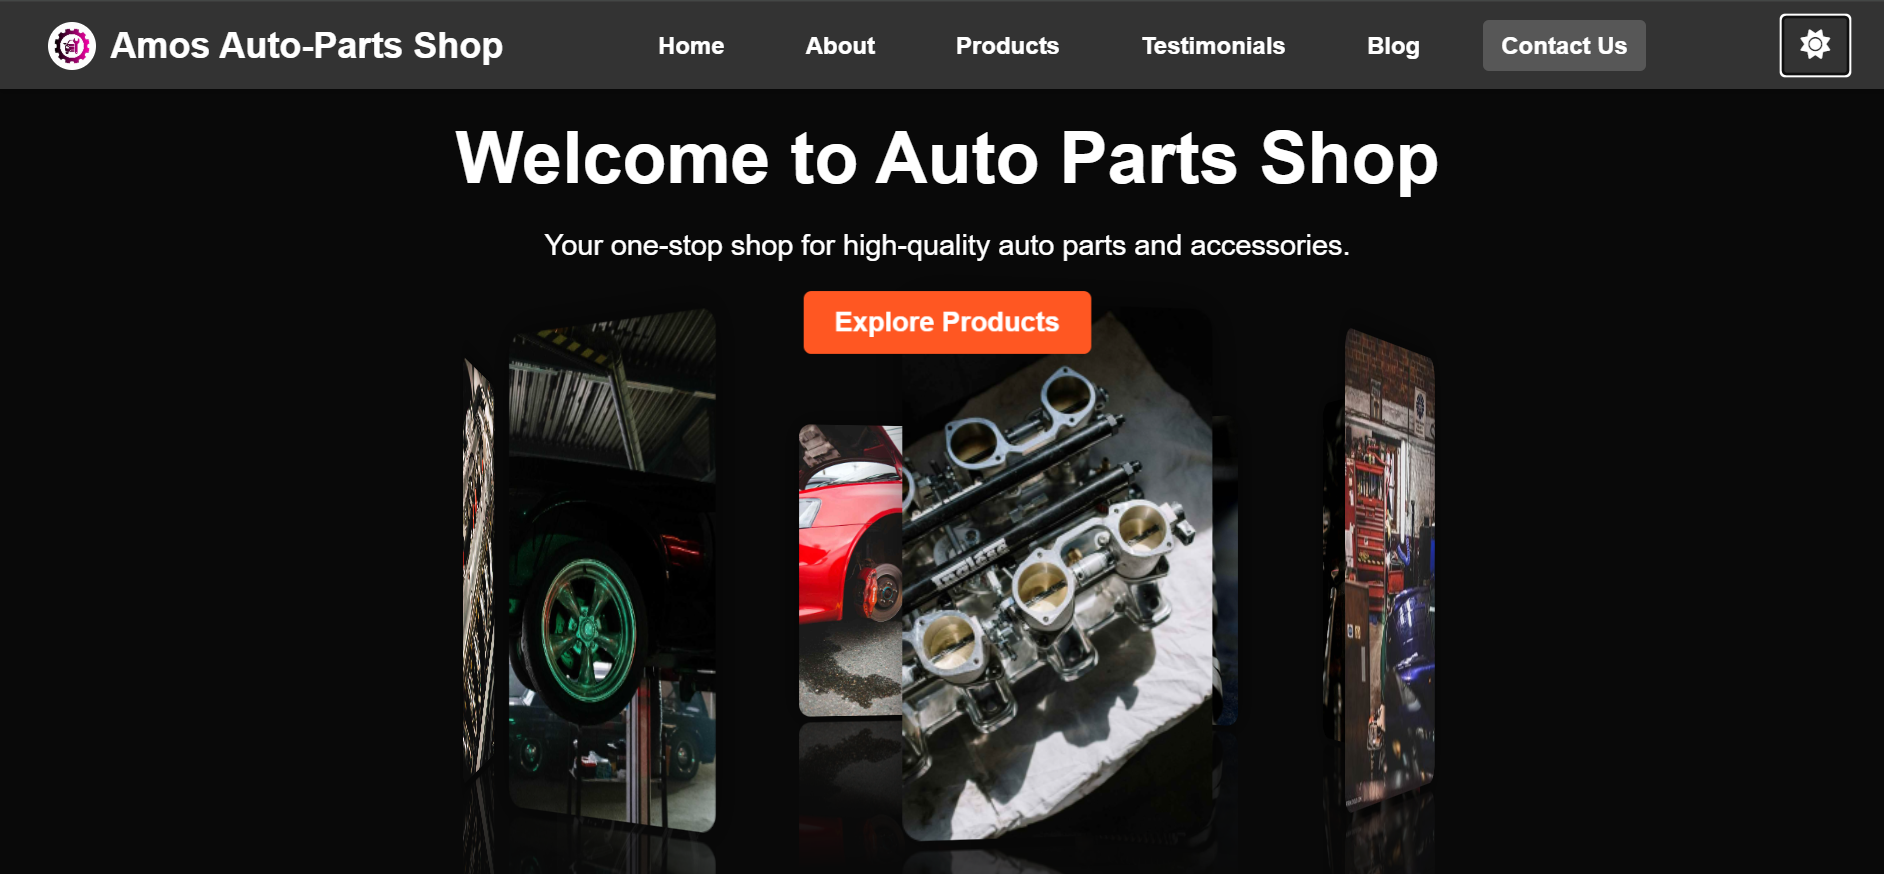 Amos Auto-Parts Shop
Home
About
Products
Testimonials
Blog
Contact Us
Welcome to Auto Parts Shop
Your one-stop shop for high-quality auto parts and accessories.
Explore Products